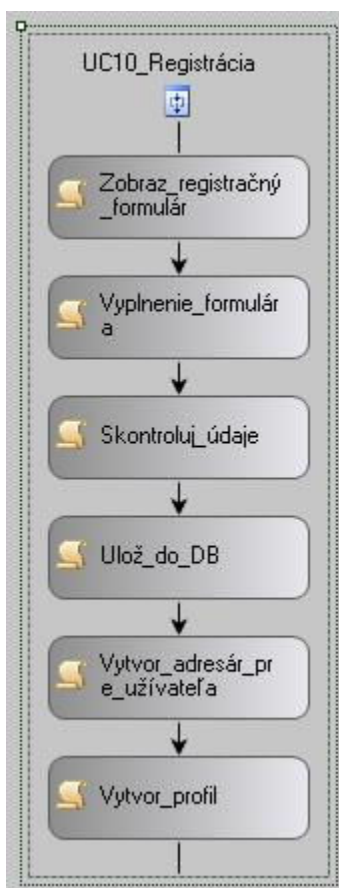 UC10_Registrácia
Zobraz_registračný
_formulár
Vyplnenie_formulár
a
Skontroluj_údaje
Ulož_do_DB
Vytvor_adresár_pr
e_užívateľa
Vytvor_profil